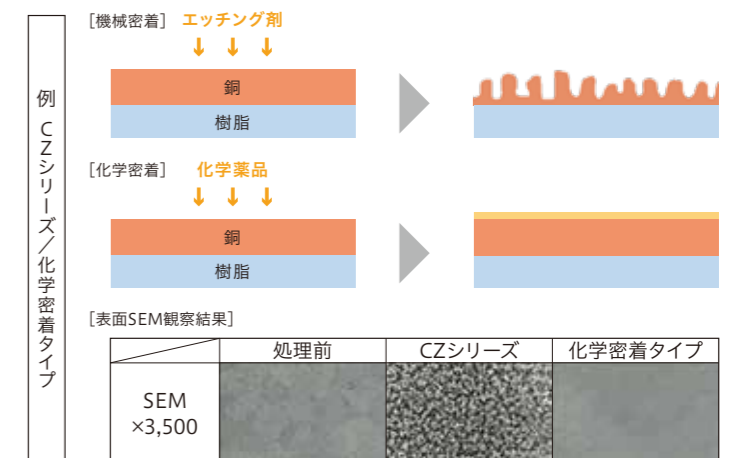 例 CZシリーズ／化学密着タイプ
［機械密着］ エッチング剤
銅
樹脂
［化学密着］ 化学薬品
銅
樹脂
［表面SEM観察結果］
処理前 CZシリーズ 化学密着タイプ
SEM
×3,500